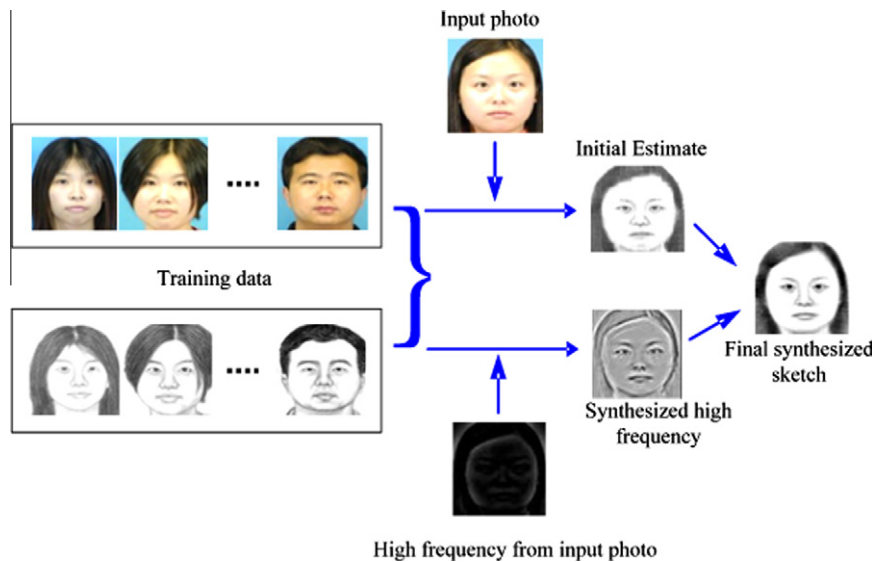 Input photo
Initial Estimate
Training data
Final synthesized
sketch
Synthesized high
frequency
High frequency from input photo